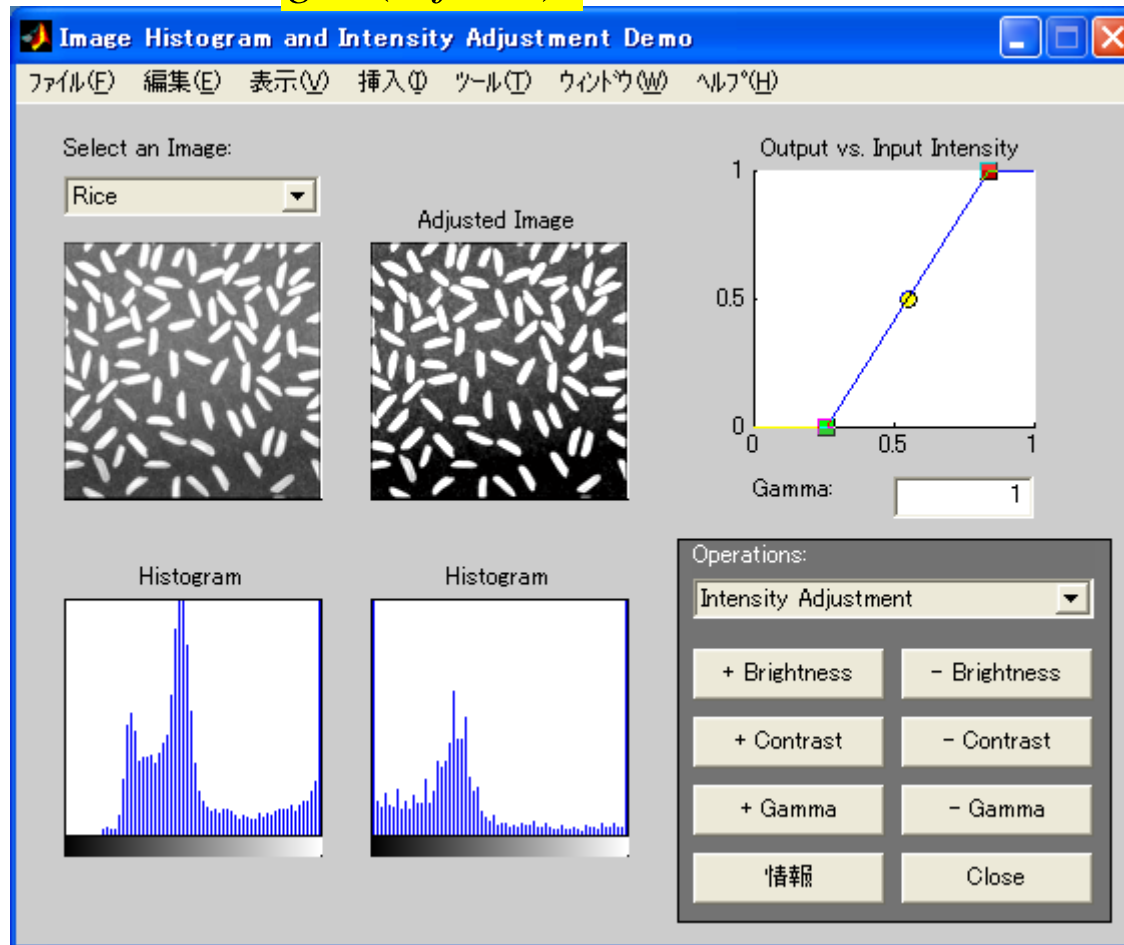 Image Histogram and Intensity Adjustment Demo
ファイル(F) 編集(E) 表示(V) 挿入(I) ツール(T) ウィンドウ(W) ヘルプ(H)
Select an Image:
Rice
Adjusted Image
Output vs. Input Intensity
1
0.5
0
0 0.5 1
Gamma: 1
Histogram
Histogram
Operations:
Intensity Adjustment
+ Brightness
- Brightness
+ Contrast
- Contrast
+ Gamma
- Gamma
情報
Close